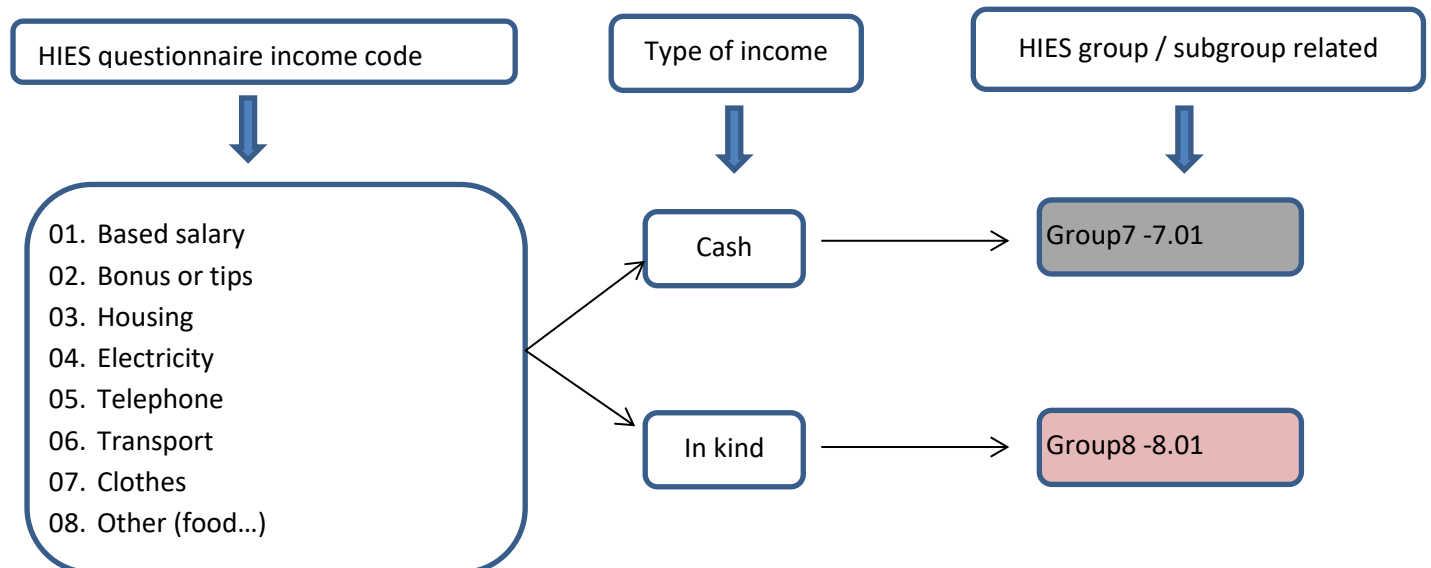 HIES questionnaire income code
Type of income
HIES group / subgroup related
01. Based salary
02. Bonus or tips
03. Housing
04. Electricity
05. Telephone
06. Transport
07. Clothes
08. Other (food…)
Cash
Group7 -7.01
In kind
Group8 -8.01